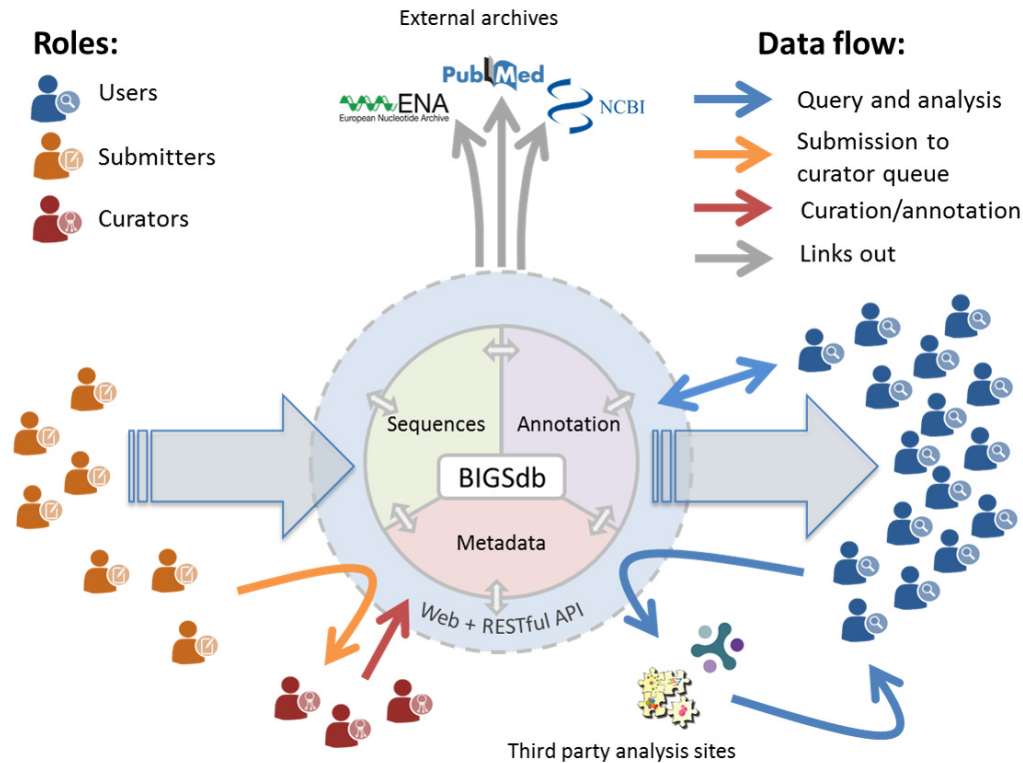 External archives
Roles:
Users
Submitters
Curators
PubMed
ENA
European Nucleotide Archive
NCBI
Data flow:
Query and analysis
Submission to
curator queue
Curation/annotation
Links out
Sequences
Annotation
BIGSdb
Metadata
Web + RESTful API
Third party analysis sites